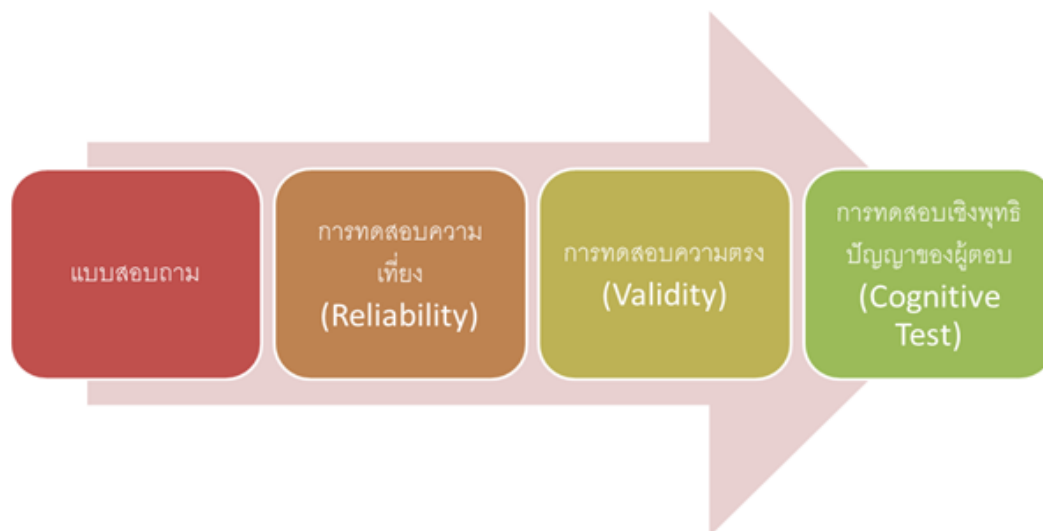 แบบสอบถาม
การทดสอบความ
เที่ยง
(Reliability)
การทดสอบความตรง
(Validity)
การทดสอบเชิงพุทธิ
ปัญญาของผู้ตอบ
(Cognitive
Test)